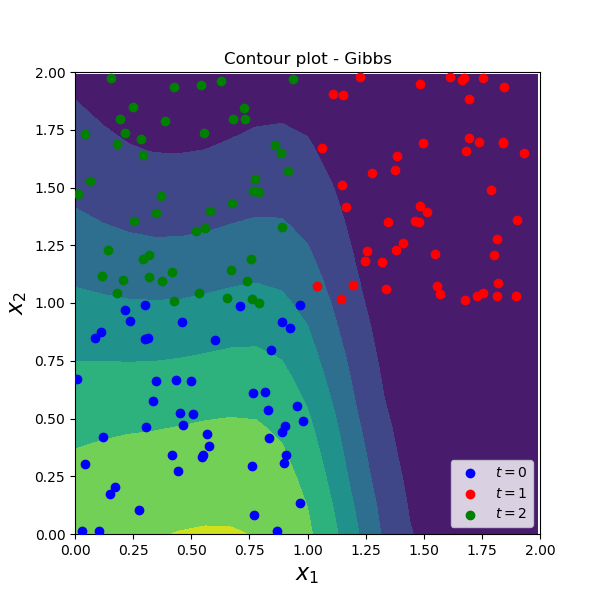 Contour plot - Gibbs
2.00
1.75
1.50
1.25
1.00
0.75
0.50
0.25
0.00
x₂
t = 0
t = 1
t = 2
0.00 0.25 0.50 0.75 1.00 1.25 1.50 1.75 2.00
x₁